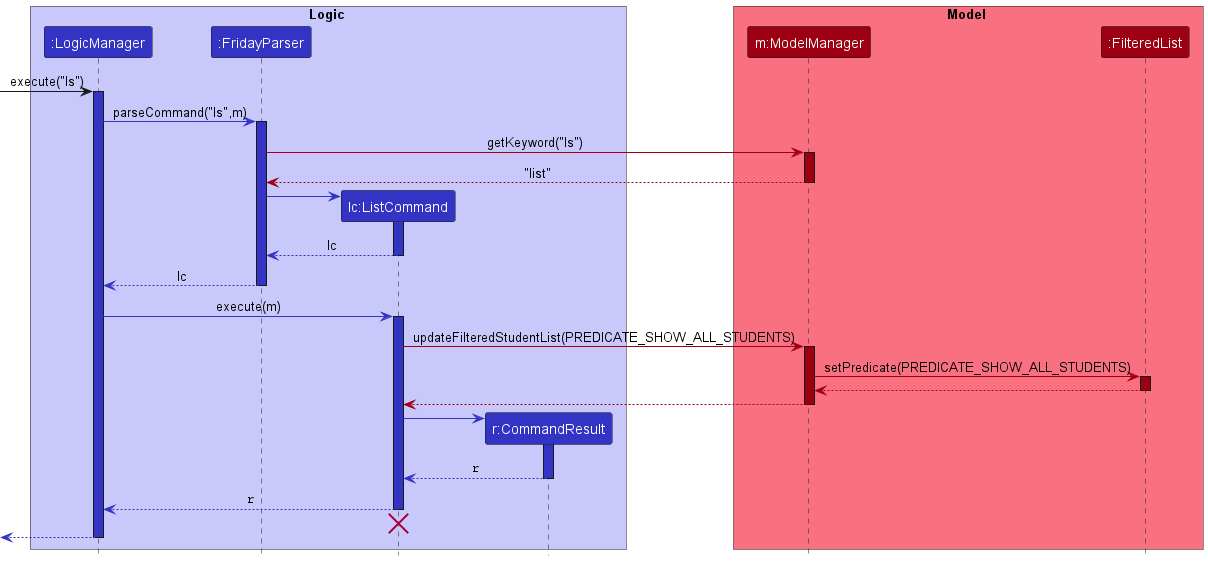 Logic
Model
:LogicManager
:FridayParser
m:ModelManager
:FilteredList
execute("ls")
parseCommand("ls",m)
getKeyword("ls")
"list"
lc:ListCommand
lc
lc
execute(m)
updateFilteredStudentList(PREDICATE_SHOW_ALL_STUDENTS)
setPredicate(PREDICATE_SHOW_ALL_STUDENTS)
r:CommandResult
r
r